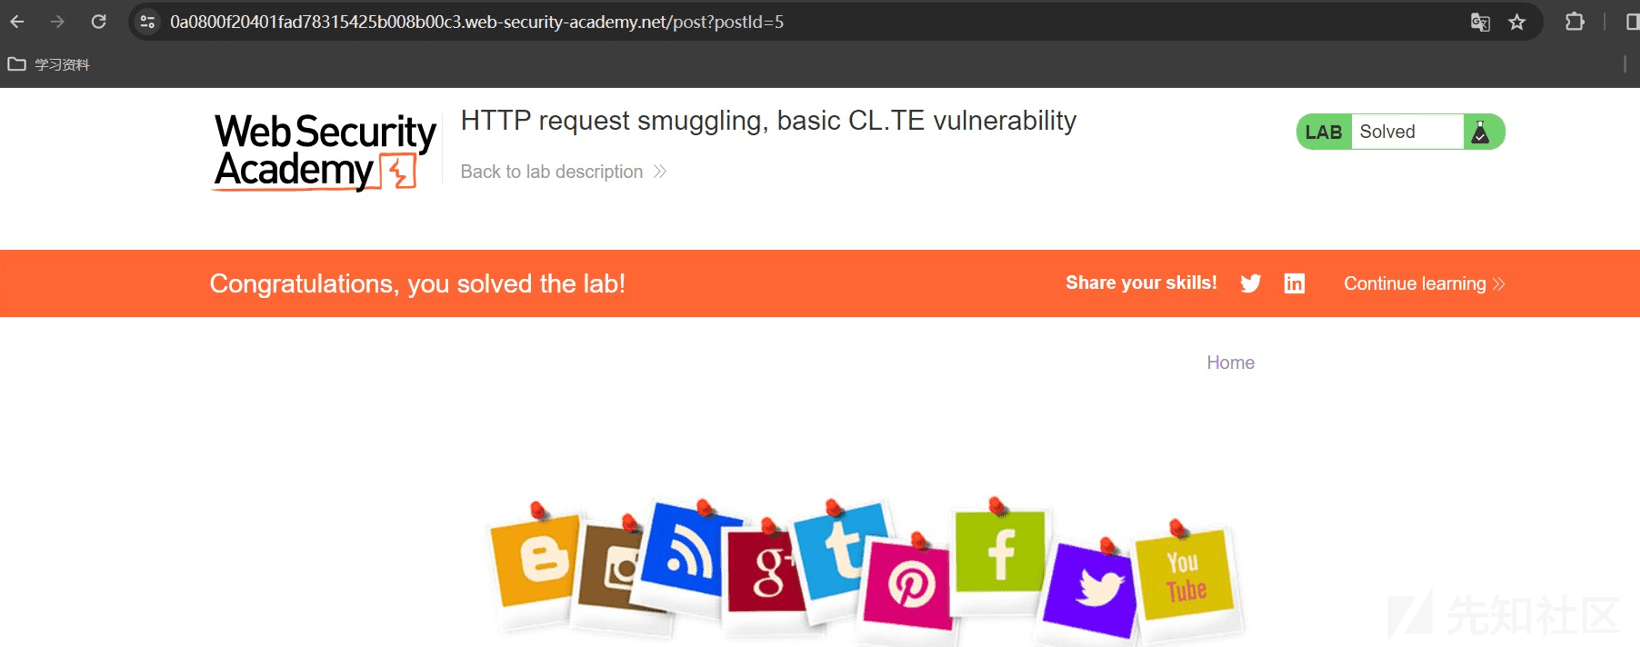 0a0800f20401fad78315425b008b00c3.web-security-academy.net/post?postId=5
学习资料
Web Security
Academy
HTTP request smuggling, basic CL.TE vulnerability
Back to lab description
LAB Solved
Congratulations, you solved the lab!
Share your skills!
Continue learning
Home
g+
t
f
You
Tube
先知社区